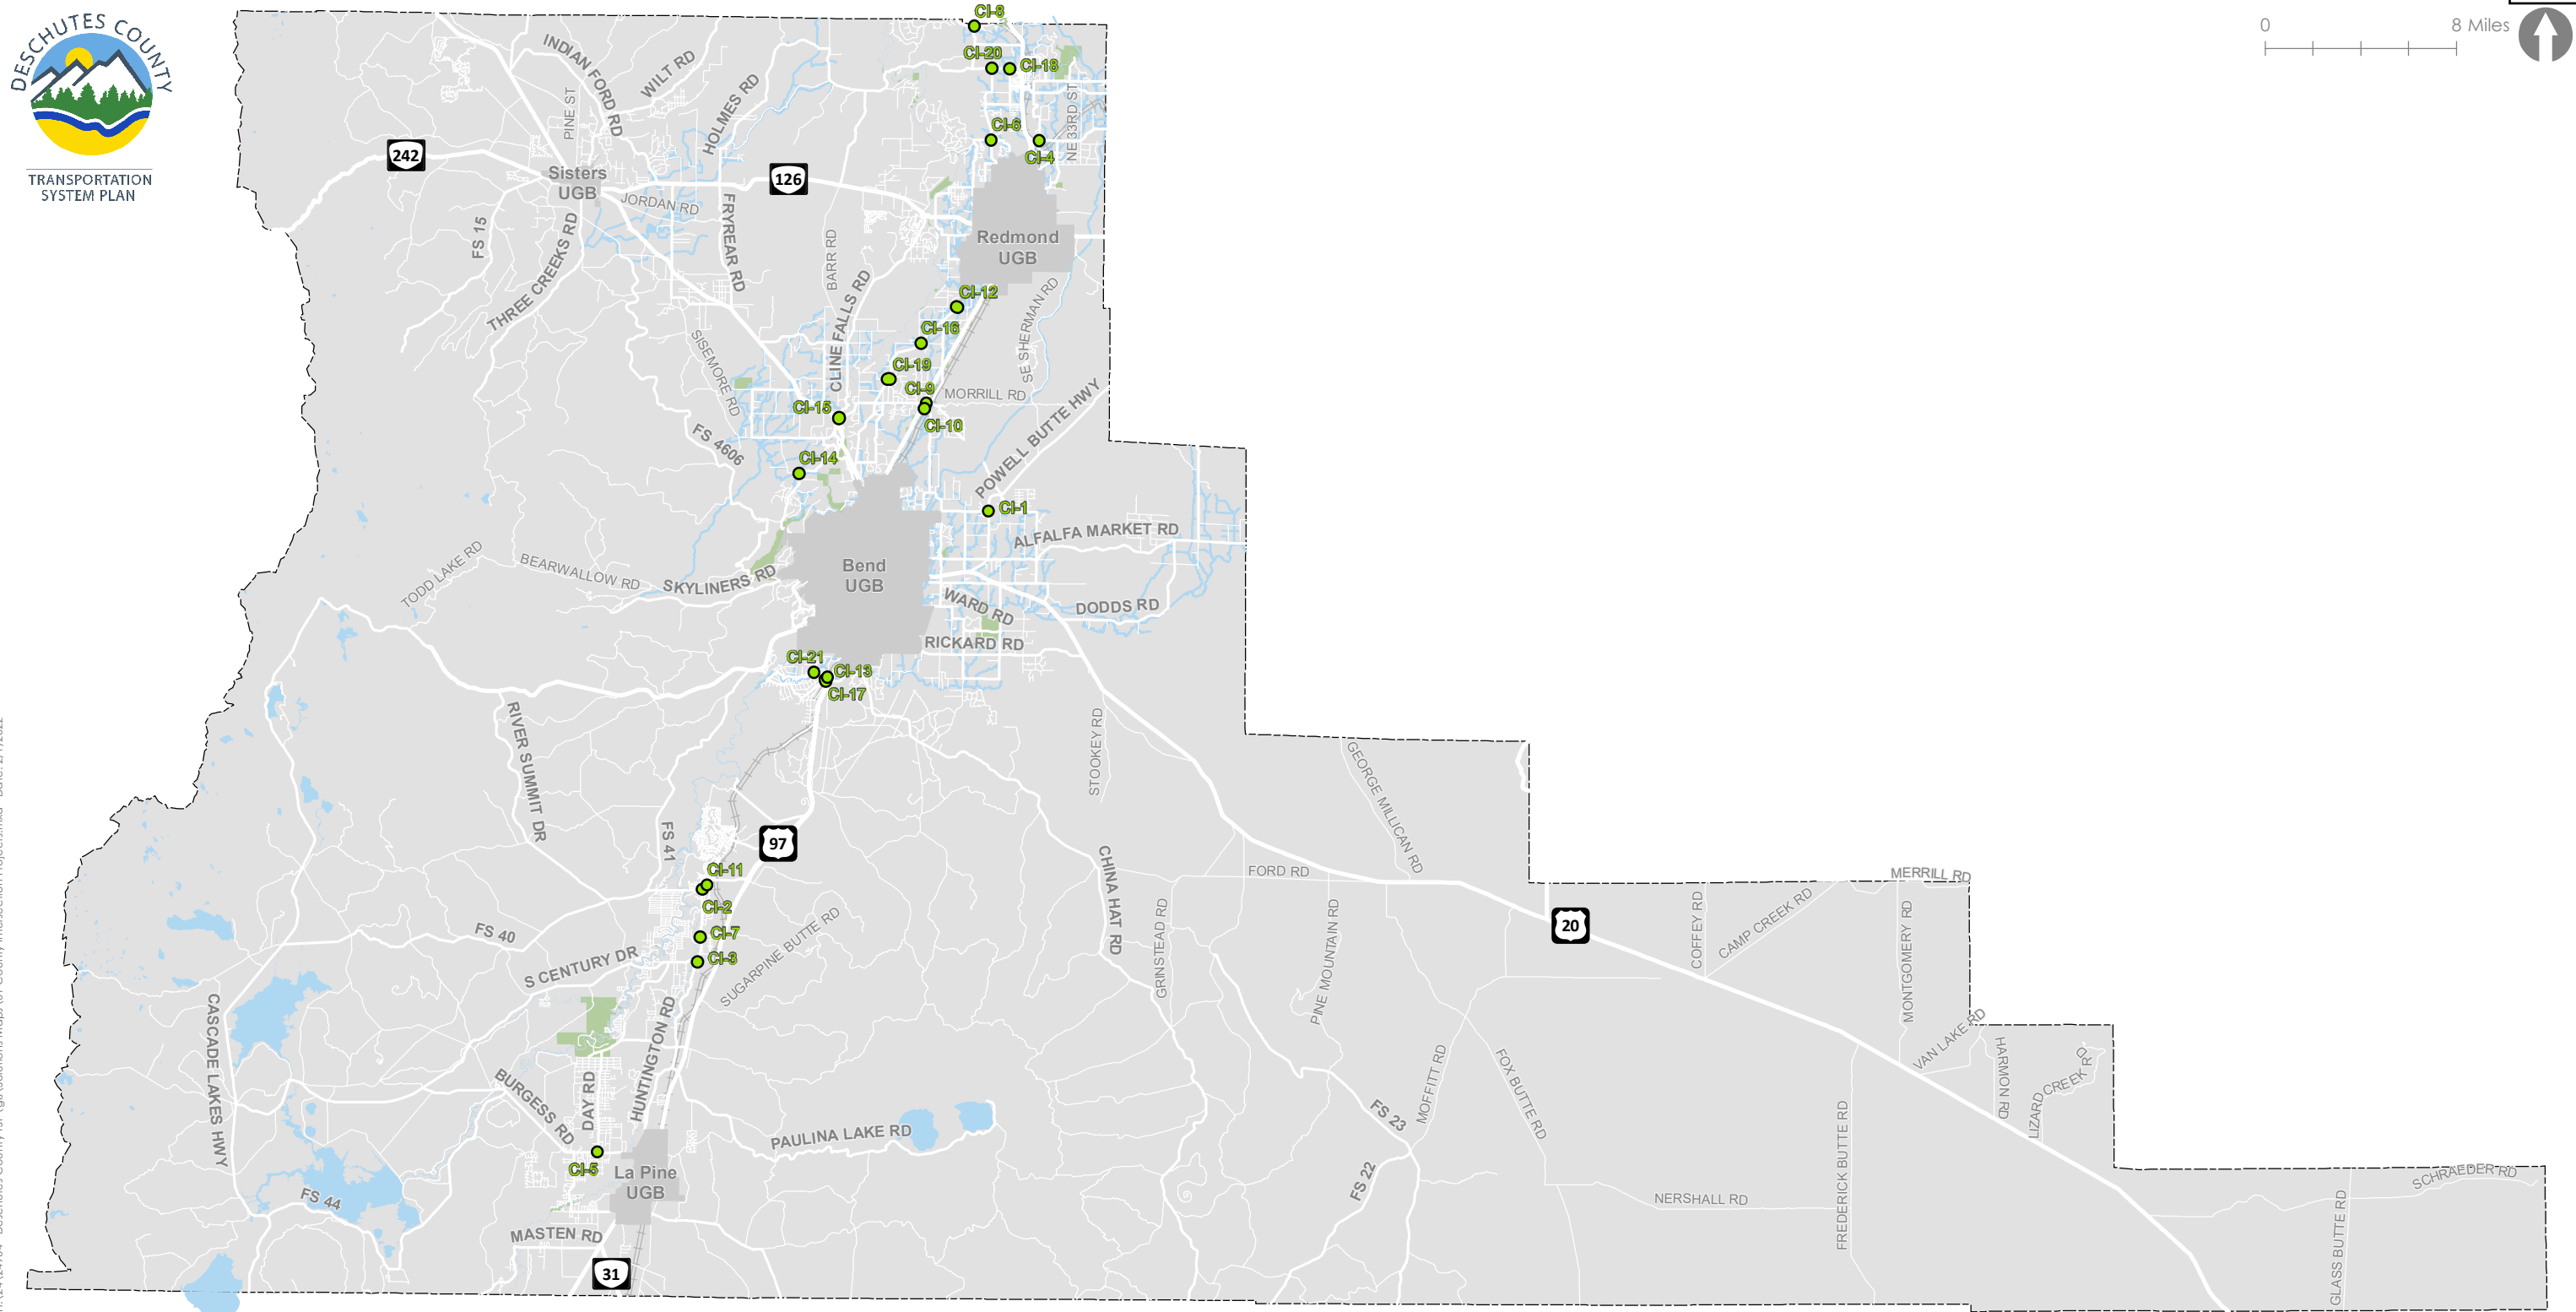 DESCHUTES COUNTY
TRANSPORTATION
SYSTEM PLAN
0
8 Miles
CI-8
CI-20
CI-18
CI-6
CI-4
NE 33RD ST
INDIAN FORD RD
WILT RD
PINE ST
HOLMES RD
242
126
Sisters
UGB
JORDAN RD
FS 15
THREE CREEKS RD
FRYREAR RD
BARR RD
CLINE FALLS RD
Redmond
UGB
CI-12
CI-16
CI-19
CI-9
CI-10
CI-15
CI-14
SE SHERMAN RD
MORRILL RD
POWELL BUTTE HWY
SISEMORE RD
FS 4606
CI-1
ALFALFA MARKET RD
TODD LAKE RD
BEARWALLOW RD
SKYLINERS RD
Bend
UGB
WARD RD
DODDS RD
RICKARD RD
CI-21
CI-13
CI-17
RIVER SUMMIT DR
STOOKEY RD
GEORGE MILLICAN RD
FS 41
97
CI-11
CI-2
CI-7
CI-3
CHINA HAT RD
FORD RD
MERRILL RD
20
COFFEY RD
CAMP CREEK RD
MONTGOMERY RD
FS 40
S CENTURY DR
SUGARPINE BUTTE RD
GRINSTEAD RD
PINE MOUNTAIN RD
CASCADE LAKES HWY
HUNTINGTON RD
BURGESS RD
DAY RD
MOFFITT RD
FOX BUTTE RD
VAN LAKE RD
HARMON RD
LIZARD CREEK RD
FS 23
PAULINA LAKE RD
FREDERICK BUTTE RD
CI-5
La Pine
UGB
FS 22
FS 44
NERSHALL RD
SCHRAEDER RD
GLASS BUTTE RD
MASTEN RD
31